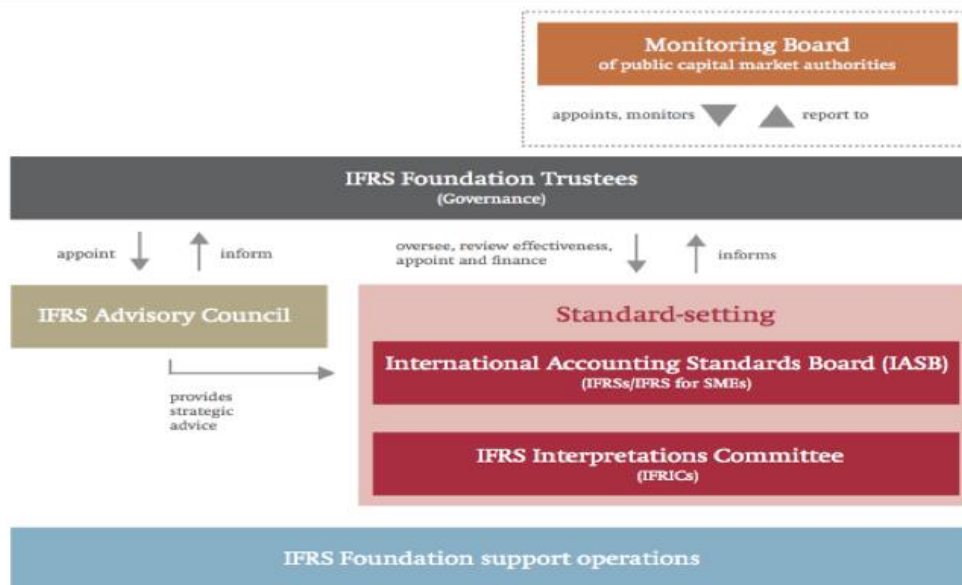 Monitoring Board
of public capital market authorities
appoints, monitors
report to
IFRS Foundation Trustees
(Governance)
appoint
inform
oversee, review effectiveness,
appoint and finance
informs
IFRS Advisory Council
provides
strategic
advice
Standard-setting
International Accounting Standards Board (IASB)
(IFRSs/IFRS for SMEs)
IFRS Interpretations Committee
(IFRICs)
IFRS Foundation support operations